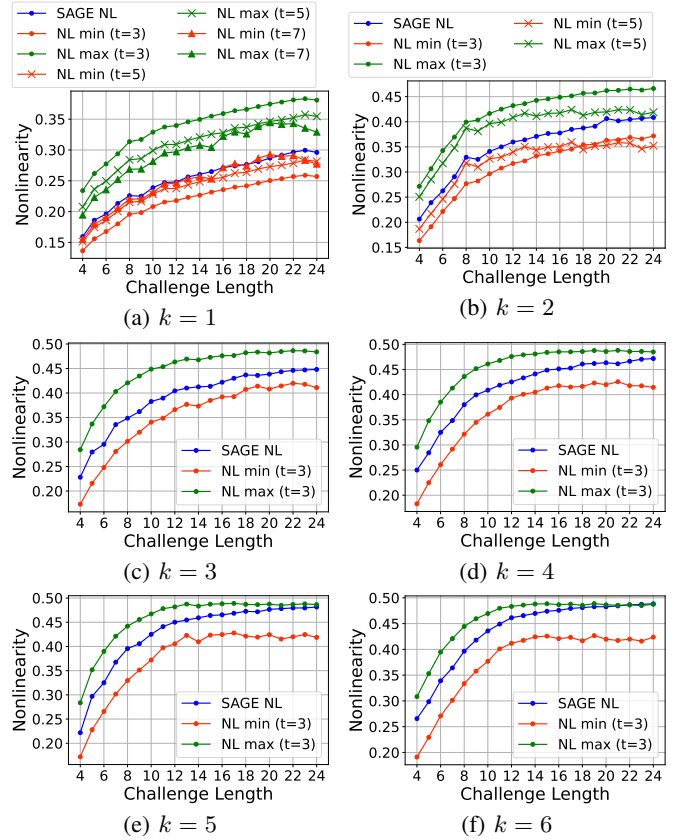 SAGE NL
NL min (t=3)
NL max (t=3)
NL min (t=5)
NL max (t=5)
NL min (t=7)
NL max (t=7)
Nonlinearity
0.35
0.30
0.25
0.20
0.15
4 6 8 10 12 14 16 18 20 22 24
Challenge Length
(a) k = 1
SAGE NL
NL min (t=3)
NL max (t=3)
NL min (t=5)
NL max (t=5)
Nonlinearity
0.45
0.40
0.35
0.30
0.25
0.20
0.15
4 6 8 10 12 14 16 18 20 22 24
Challenge Length
(b) k = 2
Nonlinearity
0.50
0.45
0.40
0.35
0.30
0.25
0.20
SAGE NL
NL min (t=3)
NL max (t=3)
4 6 8 10 12 14 16 18 20 22 24
Challenge Length
(c) k = 3
Nonlinearity
0.50
0.45
0.40
0.35
0.30
0.25
0.20
SAGE NL
NL min (t=3)
NL max (t=3)
4 6 8 10 12 14 16 18 20 22 24
Challenge Length
(d) k = 4
Nonlinearity
0.50
0.45
0.40
0.35
0.30
0.25
0.20
SAGE NL
NL min (t=3)
NL max (t=3)
4 6 8 10 12 14 16 18 20 22 24
Challenge Length
(e) k = 5
Nonlinearity
0.50
0.45
0.40
0.35
0.30
0.25
0.20
SAGE NL
NL min (t=3)
NL max (t=3)
4 6 8 10 12 14 16 18 20 22 24
Challenge Length
(f) k = 6